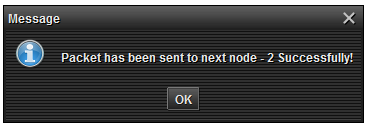 Message
Packet has been sent to next node - 2 Successfully!
OK